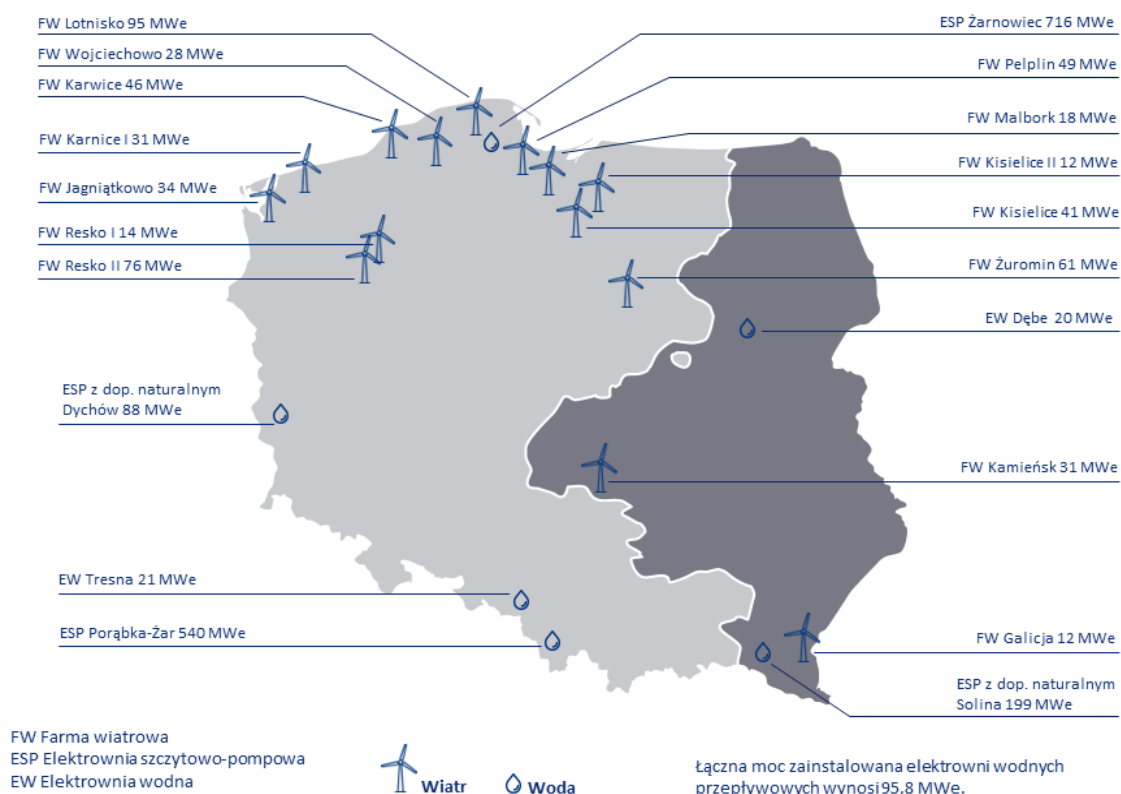 FW Lotnisko 95 MWe
FW Wojciechowo 28 MWe
FW Karwice 46 MWe
FW Karnice I 31 MWe
FW Jagniątkowo 34 MWe
FW Resko I 14 MWe
FW Resko II 76 MWe
ESP z dop. naturalnym
Dychów 88 MWe
EW Tresna 21 MWe
ESP Porąbka-Żar 540 MWe
ESP Żarnowiec 716 MWe
FW Pelplin 49 MWe
FW Malbork 18 MWe
FW Kisielice II 12 MWe
FW Kisielice 41 MWe
FW Żuromin 61 MWe
EW Dębe 20 MWe
FW Kamieńsk 31 MWe
FW Galicja 12 MWe
ESP z dop. naturalnym
Solina 199 MWe
FW Farma wiatrowa
ESP Elektrownia szczytowo-pompowa
EW Elektrownia wodna
Wiatr
Woda
Łączna moc zainstalowana elektrowni wodnych
przepływowych wynosi 95,8 MWe.